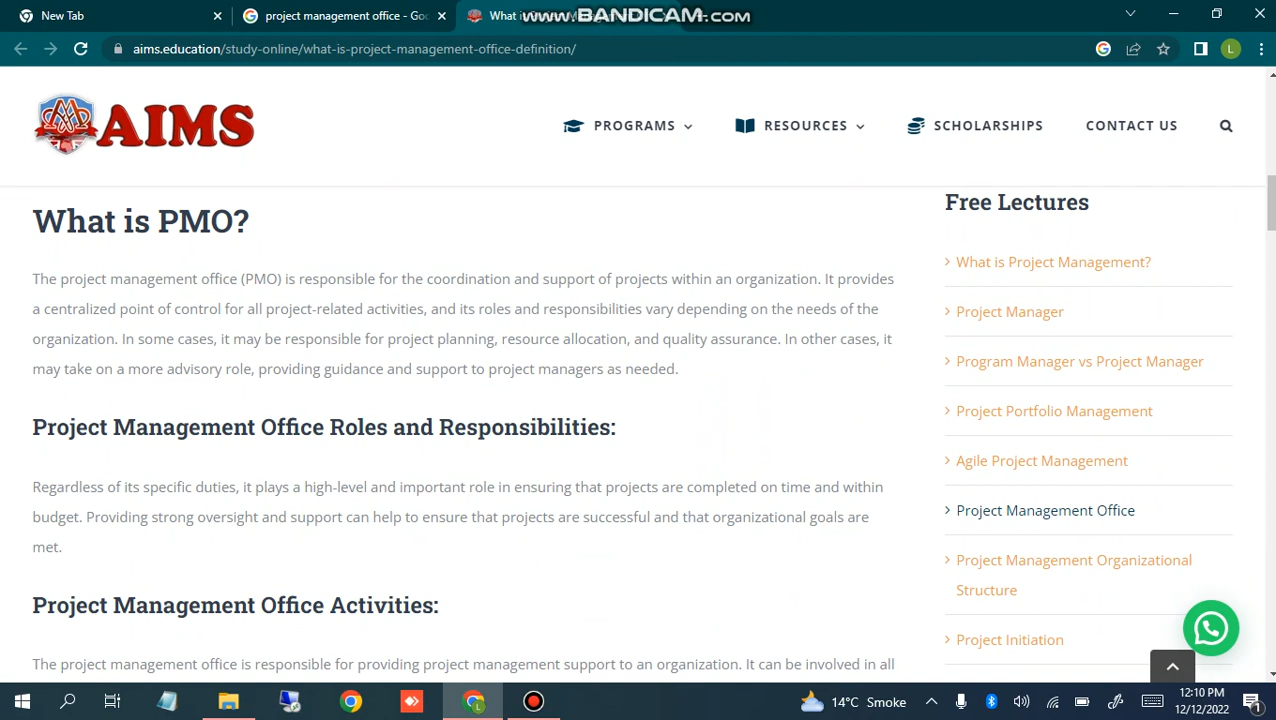 New Tab
project management office - Goo
What i
www.BANDICAM.com
aims.education/study-online/what-is-project-management-office-definition/
L
AIMS
PROGRAMS
RESOURCES
SCHOLARSHIPS
CONTACT US
What is PMO?
The project management office (PMO) is responsible for the coordination and support of projects within an organization. It provides
a centralized point of control for all project-related activities, and its roles and responsibilities vary depending on the needs of the
organization. In some cases, it may be responsible for project planning, resource allocation, and quality assurance. In other cases, it
may take on a more advisory role, providing guidance and support to project managers as needed.
Project Management Office Roles and Responsibilities:
Regardless of its specific duties, it plays a high-level and important role in ensuring that projects are completed on time and within
budget. Providing strong oversight and support can help to ensure that projects are successful and that organizational goals are
met.
Project Management Office Activities:
The project management office is responsible for providing project management support to an organization. It can be involved in all
Free Lectures
What is Project Management?
Project Manager
Program Manager vs Project Manager
Project Portfolio Management
Agile Project Management
Project Management Office
Project Management Organizational
Structure
Project Initiation
14°C Smoke
12:10 PM
12/12/2022
1